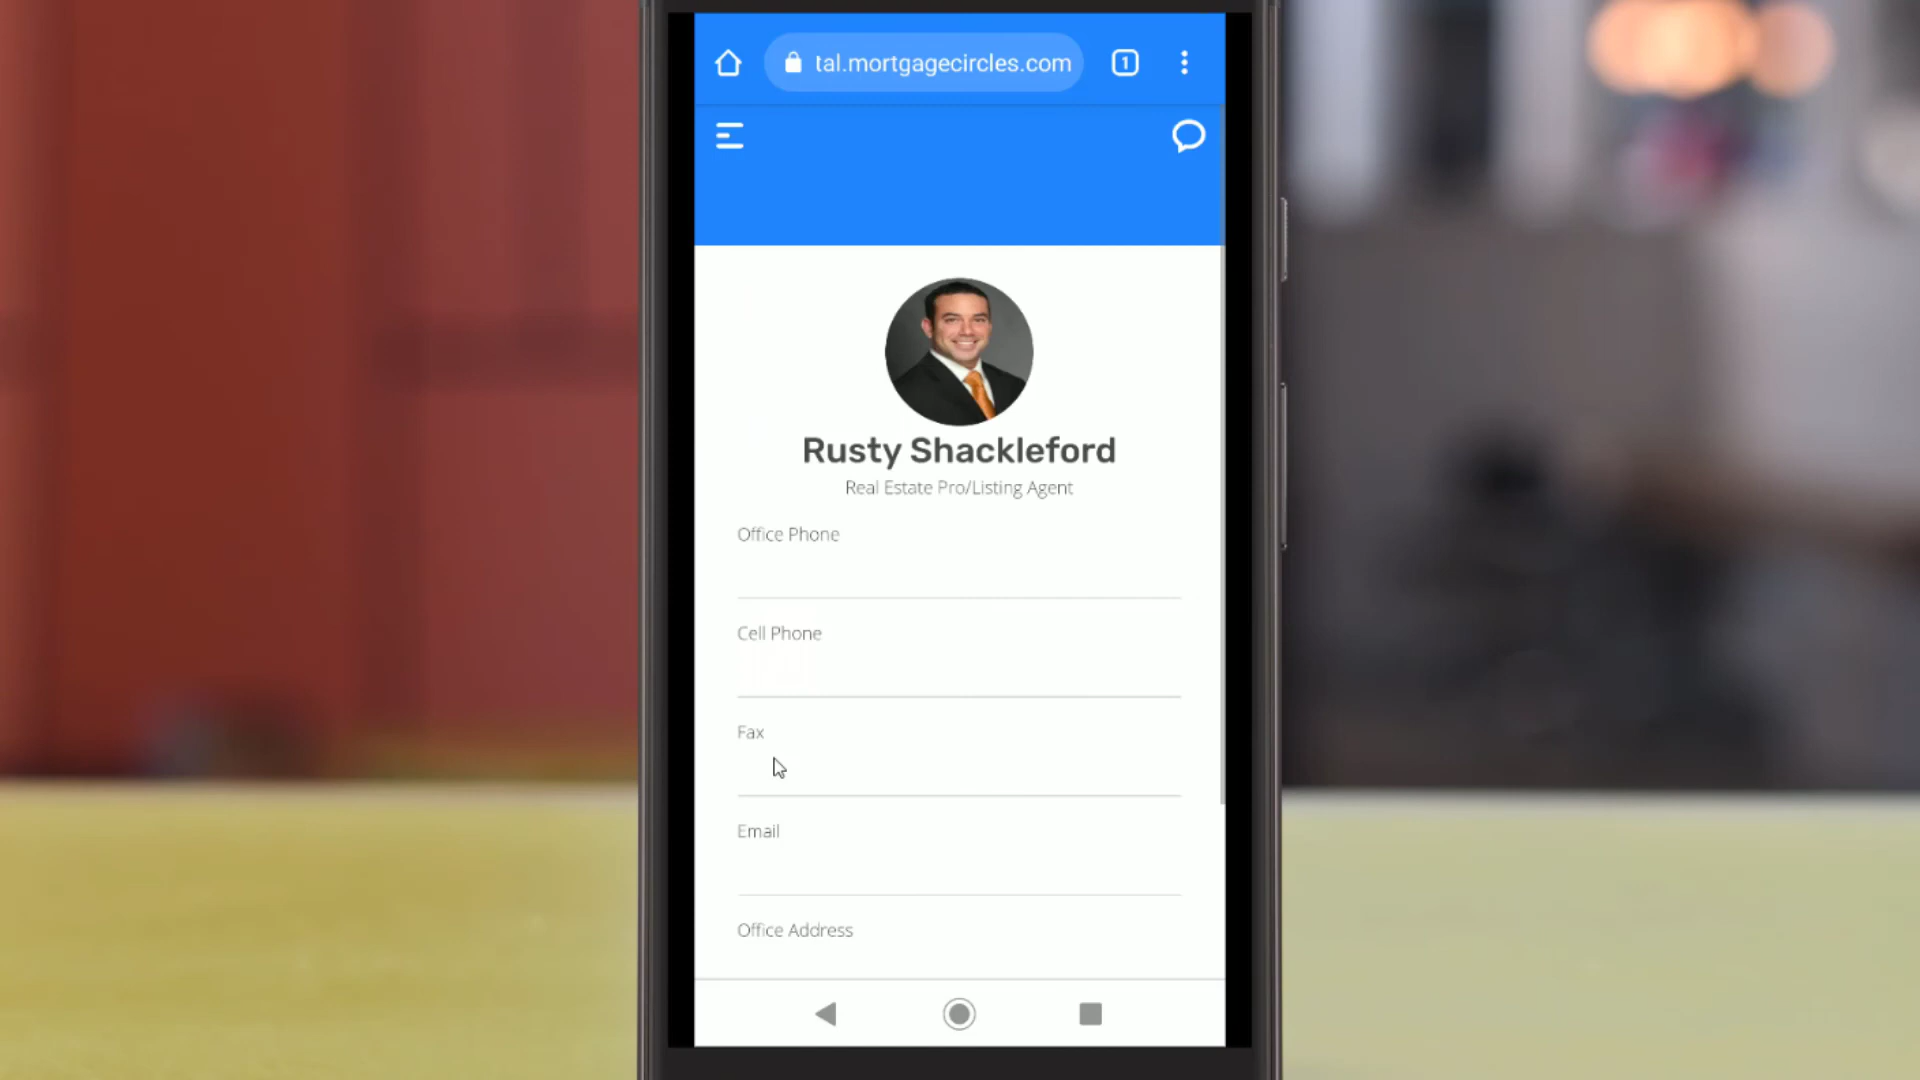 tal.mortgagecircles.com
1
Rusty Shackleford
Real Estate Pro/Listing Agent
Office Phone
Cell Phone
Fax
Email
Office Address